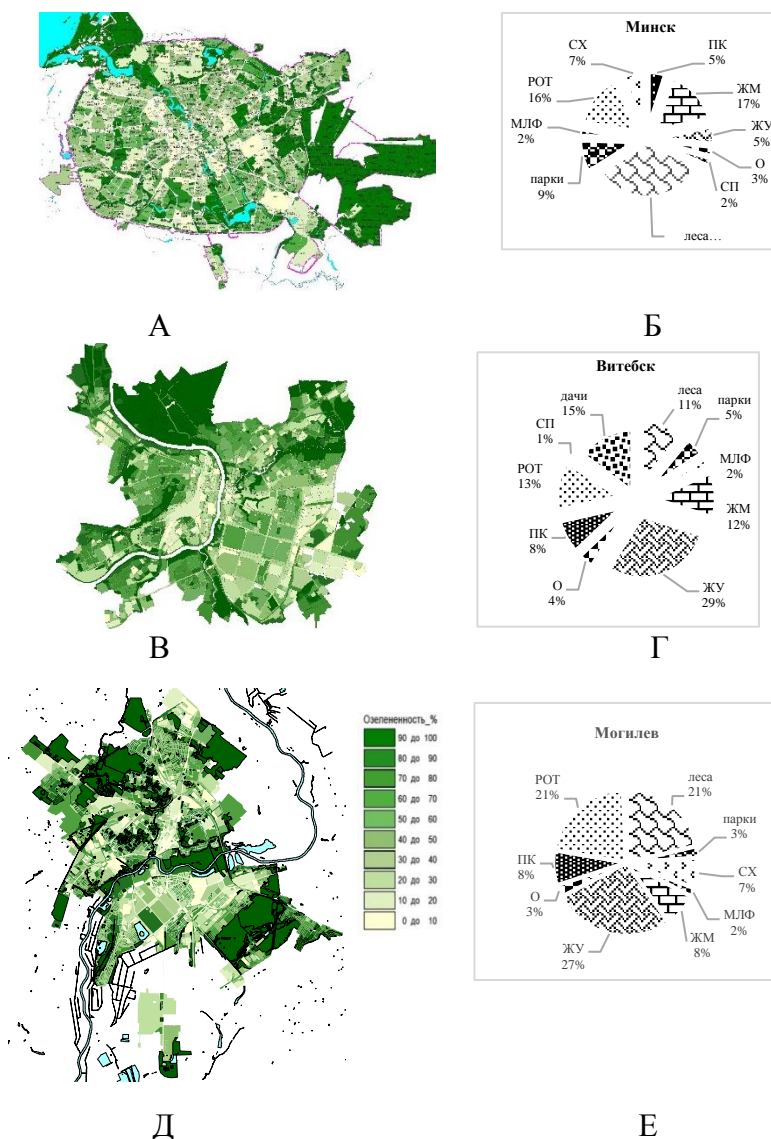 Минск
СХ
7%
ПК
5%
РОТ
16%
ЖМ
17%
МЛФ
2%
ЖУ
5%
О
3%
СП
2%
парки
9%
леса…
А
Б
Витебск
дачи
15%
леса
11%
парки
5%
СП
1%
МЛФ
2%
РОТ
13%
ЖМ
12%
ПК
8%
О
4%
ЖУ
29%
В
Г
Озелененность_%
90 до 100
80 до 90
70 до 80
60 до 70
50 до 60
40 до 50
30 до 40
20 до 30
10 до 20
0 до 10
Могилев
РОТ
21%
леса
21%
парки
3%
ПК
8%
СХ
7%
О
3%
МЛФ
2%
ЖУ
27%
ЖМ
8%
Д
Е